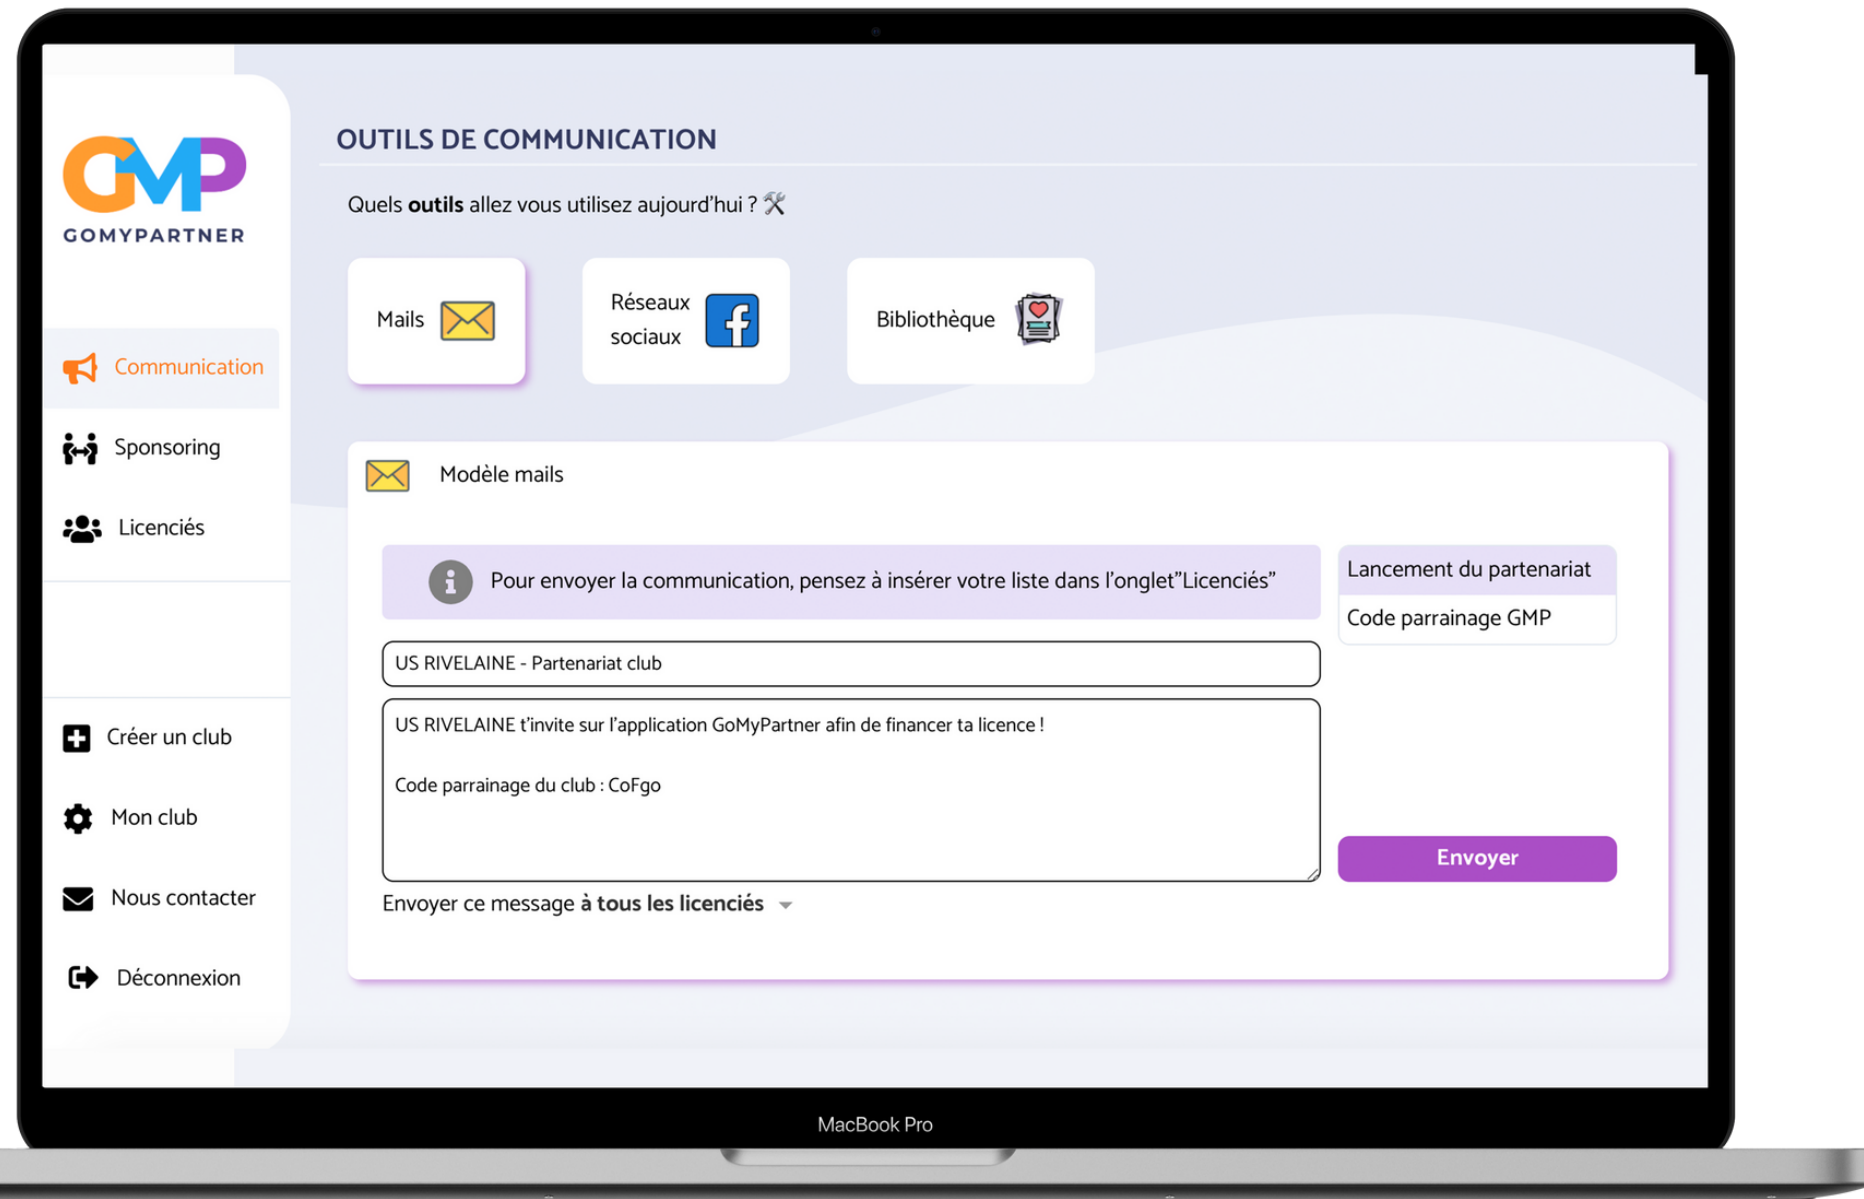 GMP
GOMYPARTNER
Communication
Sponsoring
Licenciés
Créer un club
Mon club
Nous contacter
Déconnexion
OUTILS DE COMMUNICATION
Quels outils allez vous utilisez aujourd'hui ?
Mails
Réseaux
sociaux
Bibliothèque
Modèle mails
Pour envoyer la communication, pensez à insérer votre liste dans l'onglet"Licenciés"
Lancement du partenariat
Code parrainage GMP
US RIVELAINE - Partenariat club
US RIVELAINE t'invite sur l'application GoMyPartner afin de financer ta licence !
Code parrainage du club : CoFgo
Envoyer
Envoyer ce message à tous les licenciés
MacBook Pro